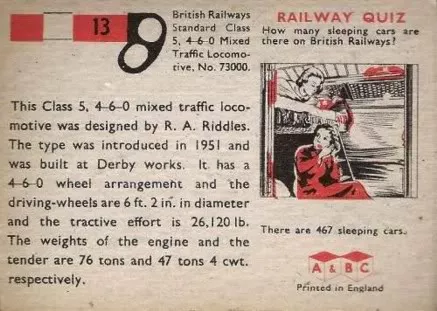 13
British Railways
Standard Class
5, 4-6-0 Mixed
Traffic Locomo-
tive, No. 73000.
This Class 5, 4-6-0 mixed traffic loco-
motive was designed by R. A. Riddles.
The type was introduced in 1951 and
was built at Derby works. It has a
4-6-0 wheel arrangement and the
driving-wheels are 6 ft. 2 in. in diameter
and the tractive effort is 26,120 lb.
The weights of the engine and the
tender are 76 tons and 47 tons 4 cwt.
respectively.
RAILWAY QUIZ
How many sleeping cars are
there on British Railways?
There are 467 sleeping cars.
A & BC
Printed in England